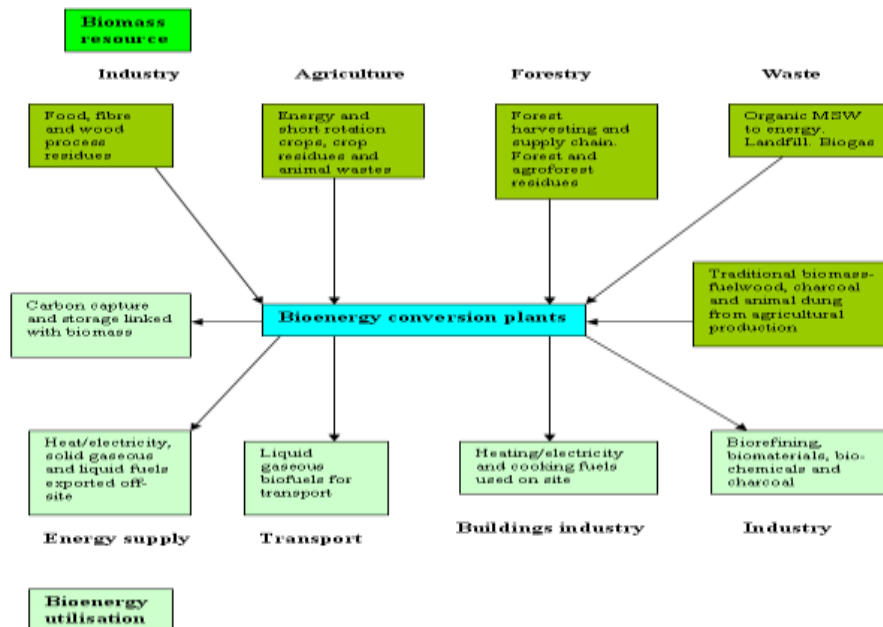 Biomass
resource
Industry
Agriculture
Forestry
Waste
Food, fibre
and wood
process
residues
Energy and
short rotation
crops, crop
residues and
animal wastes
Forest
harvesting and
supply chain.
Forest and
agroforest
residues
Organic MSW
to energy.
Landfill. Biogas
Carbon capture
and storage linked
with biomass
Bioenergy conversion plants
Traditional biomass-
fuelwood, charcoal
and animal dung
from agricultural
production
Heat/electricity,
solid gaseous
and liquid fuels
exported off-
site
Liquid
gaseous
biofuels for
transport
Heating/electricity
and cooking fuels
used on site
Biorefining,
biomaterials, bio-
chemicals and
charcoal
Energy supply
Transport
Buildings industry
Industry
Bioenergy
utilisation